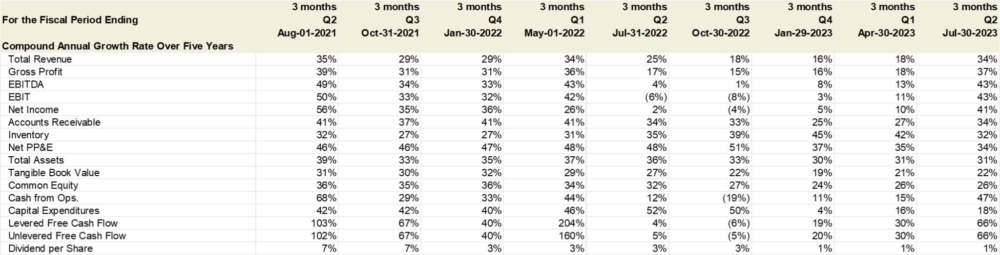 3 months 3 months 3 months 3 months 3 months 3 months 3 months 3 months 3 months
For the Fiscal Period Ending Q2 Q3 Q4 Q1 Q2 Q3 Q4 Q1 Q2
Aug-01-2021 Oct-31-2021 Jan-30-2022 May-01-2022 Jul-31-2022 Oct-30-2022 Jan-29-2023 Apr-30-2023 Jul-30-2023
Compound Annual Growth Rate Over Five Years
Total Revenue 35% 29% 29% 34% 25% 18% 16% 18% 34%
Gross Profit 39% 31% 31% 36% 17% 15% 16% 18% 37%
EBITDA 49% 34% 33% 43% 4% 1% 8% 13% 43%
EBIT 50% 33% 32% 42% (6%) (8%) 3% 11% 43%
Net Income 56% 35% 36% 26% 2% (4%) 5% 10% 41%
Accounts Receivable 41% 37% 41% 41% 34% 33% 25% 27% 34%
Inventory 32% 27% 27% 31% 35% 39% 45% 42% 32%
Net PP&E 46% 46% 47% 48% 48% 51% 37% 35% 34%
Total Assets 39% 33% 35% 37% 36% 33% 30% 31% 31%
Tangible Book Value 31% 30% 32% 29% 27% 22% 19% 21% 22%
Common Equity 36% 35% 36% 34% 32% 27% 24% 26% 26%
Cash from Ops. 68% 29% 33% 44% 12% (19%) 11% 15% 47%
Capital Expenditures 42% 42% 40% 46% 52% 50% 4% 16% 18%
Levered Free Cash Flow 103% 67% 40% 204% 4% (6%) 19% 30% 66%
Unlevered Free Cash Flow 102% 67% 40% 160% 5% (5%) 20% 30% 66%
Dividend per Share 7% 7% 3% 3% 3% 3% 1% 1% 1%